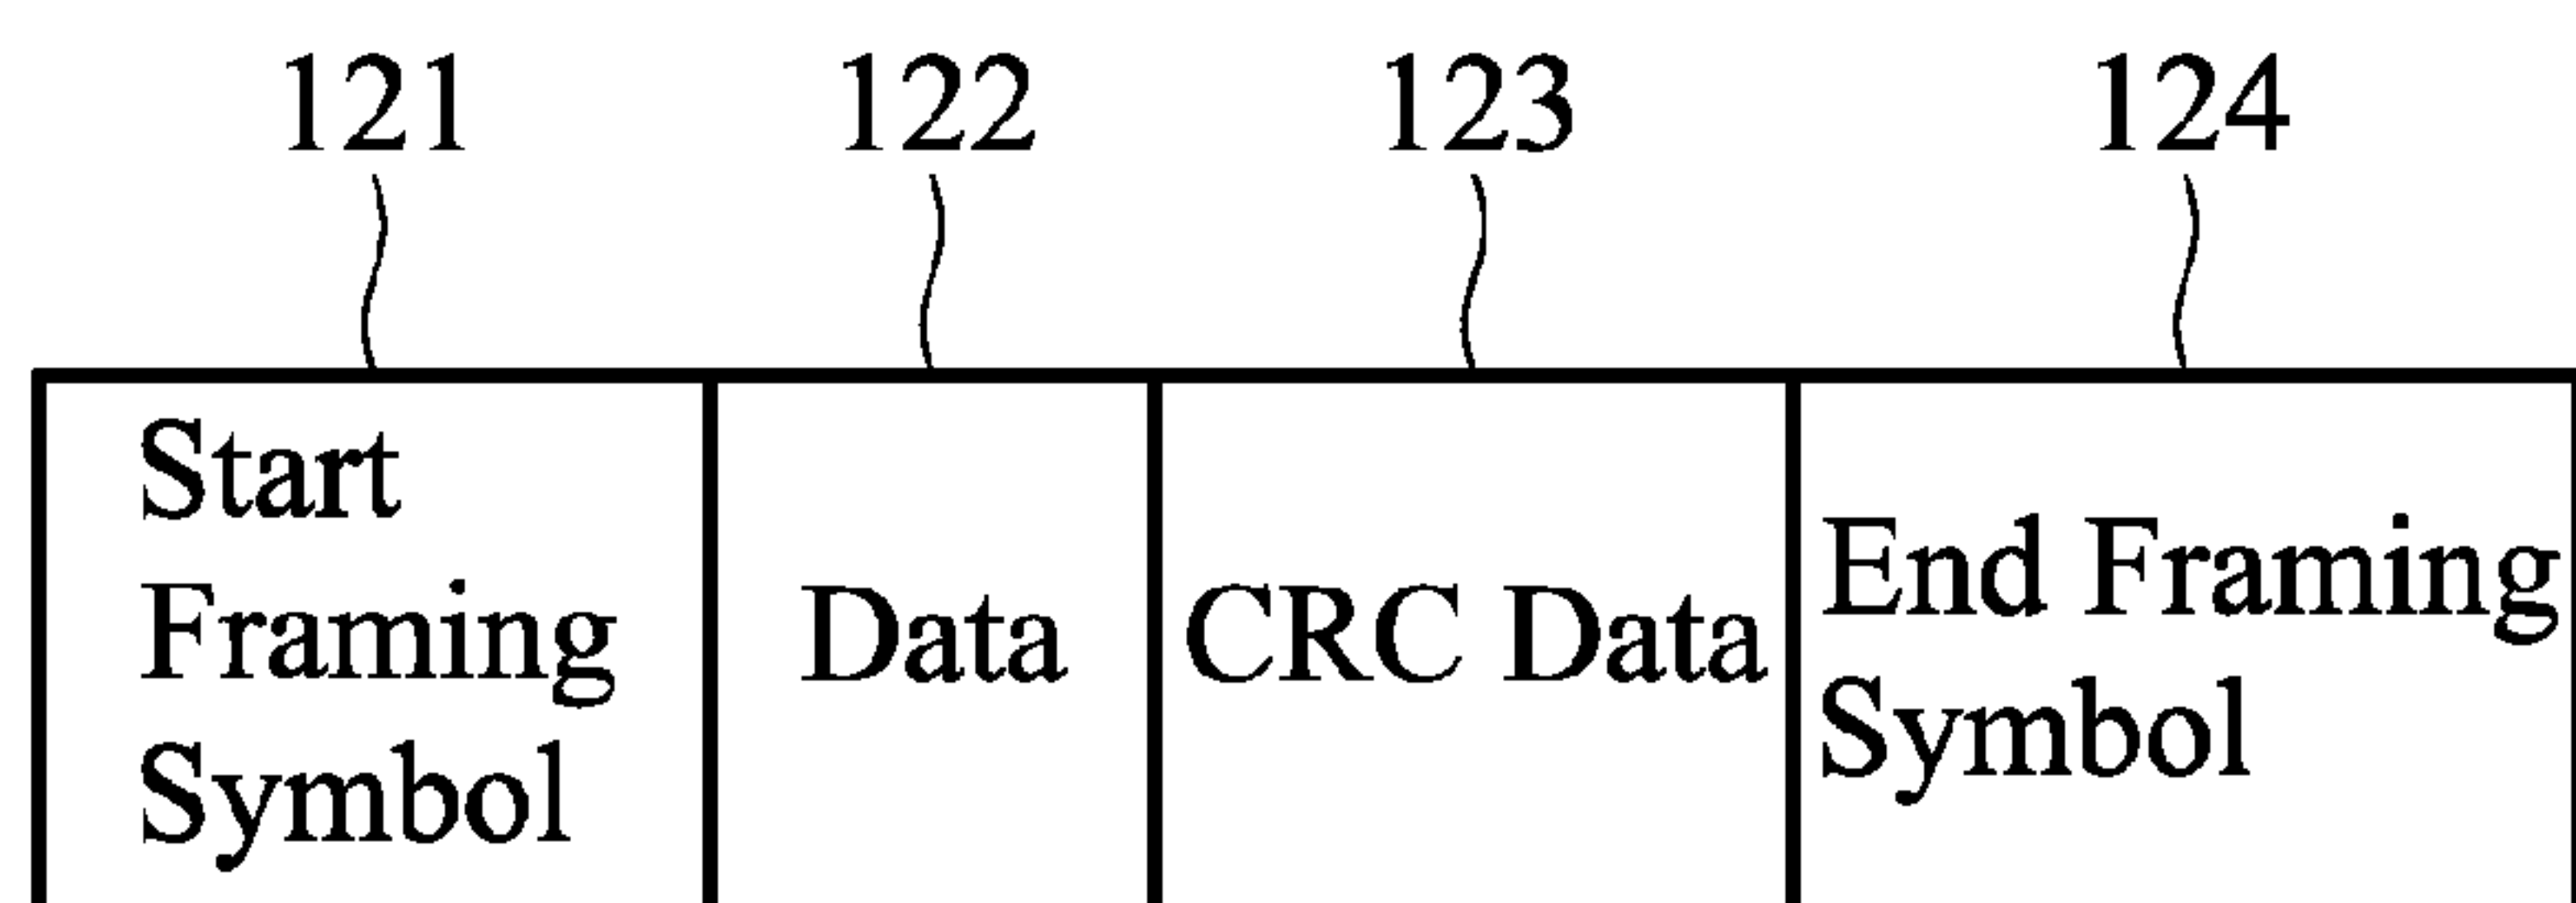 121 122 123 124
Start
Framing
Symbol
Data
CRC Data
End Framing
Symbol